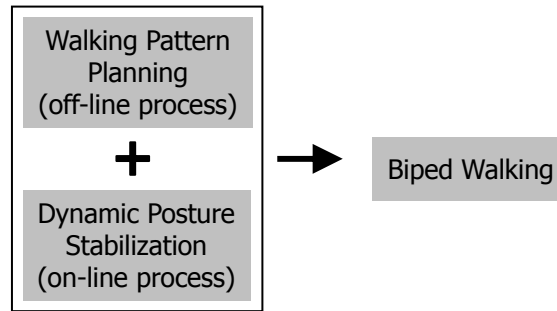 Walking Pattern
Planning
(off-line process)
+
Dynamic Posture
Stabilization
(on-line process)
Biped Walking